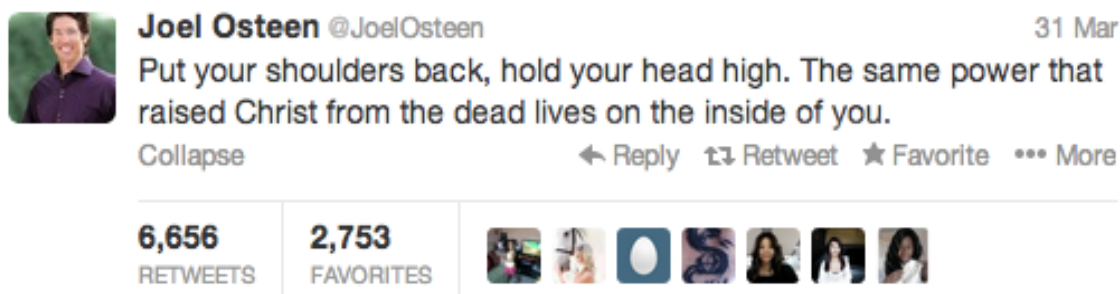 Joel Osteen @JoelOsteen 31 Mar
Put your shoulders back, hold your head high. The same power that
raised Christ from the dead lives on the inside of you.
Collapse Reply Retweet Favorite More
6,656 2,753
RETWEETS FAVORITES